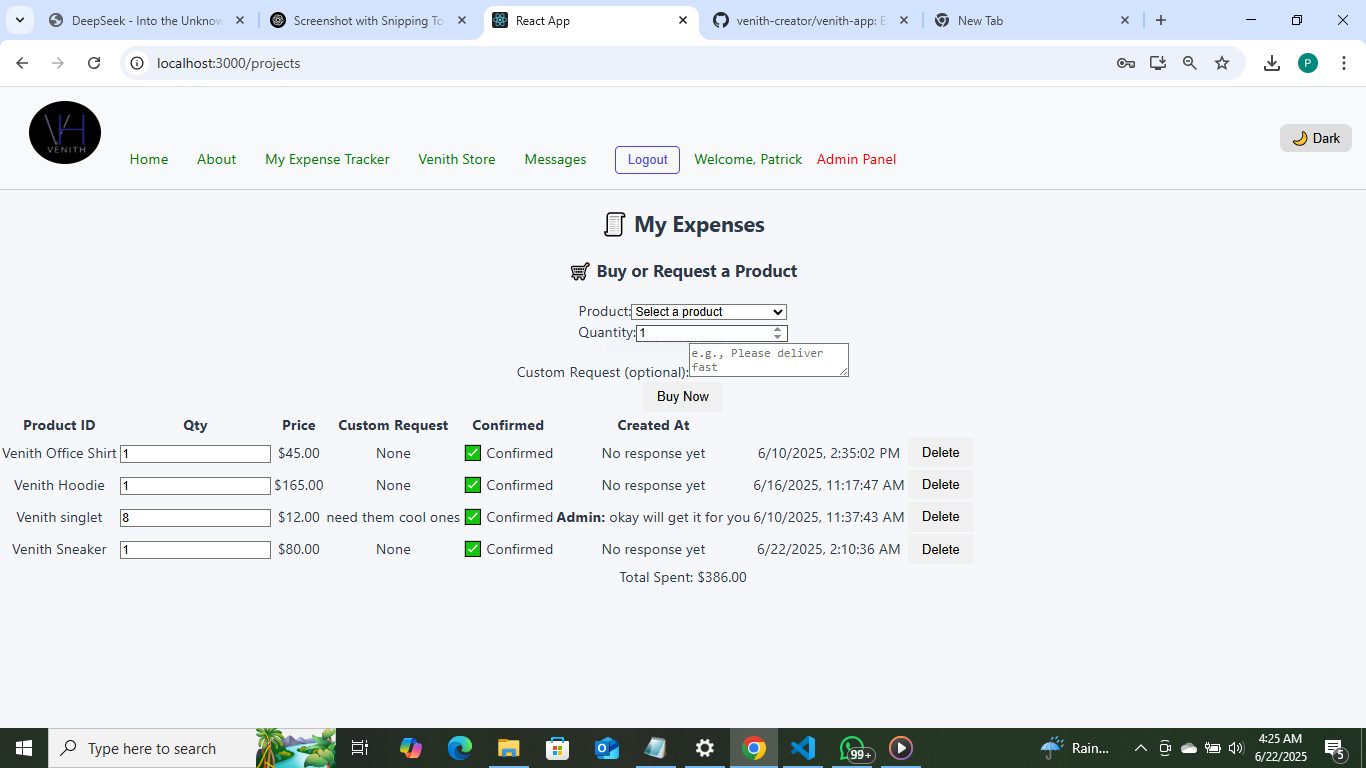 DeepSeek - Into the Unknow
Screenshot with Snipping To
React App
venith-creator/venith-app: E
New Tab
localhost:3000/projects
P
VH
VENITH
Home
About
My Expense Tracker
Venith Store
Messages
Logout
Welcome, Patrick
Admin Panel
🌙 Dark
🧾 My Expenses
🛒 Buy or Request a Product
Product: Select a product
Quantity: 1
Custom Request (optional): e.g., Please deliver
fast
Buy Now
Product ID Qty Price Custom Request Confirmed Created At
Venith Office Shirt 1 $45.00 None ✅ Confirmed No response yet 6/10/2025, 2:35:02 PM Delete
Venith Hoodie 1 $165.00 None ✅ Confirmed No response yet 6/16/2025, 11:17:47 AM Delete
Venith singlet 8 $12.00 need them cool ones ✅ Confirmed Admin: okay will get it for you 6/10/2025, 11:37:43 AM Delete
Venith Sneaker 1 $80.00 None ✅ Confirmed No response yet 6/22/2025, 2:10:36 AM Delete
Total Spent: $386.00
Type here to search
99+
Rain...
4:25 AM
6/22/2025
5